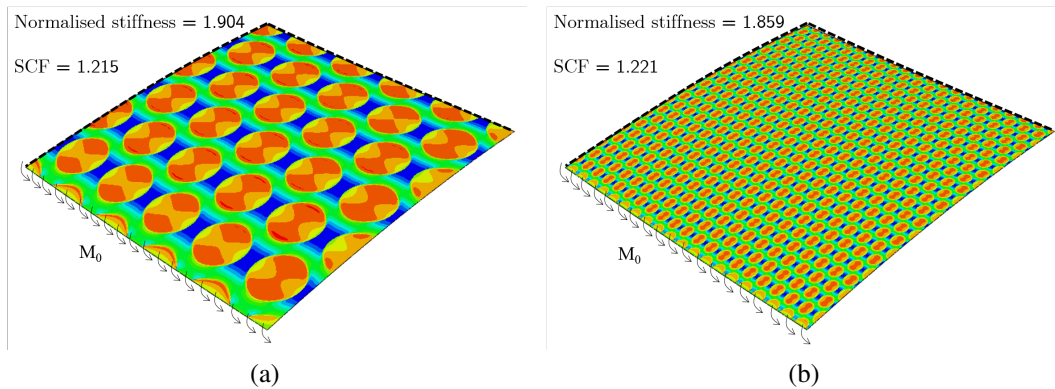 Normalised stiffness = 1.904
SCF = 1.215
M₀
(a)
Normalised stiffness = 1.859
SCF = 1.221
M₀
(b)